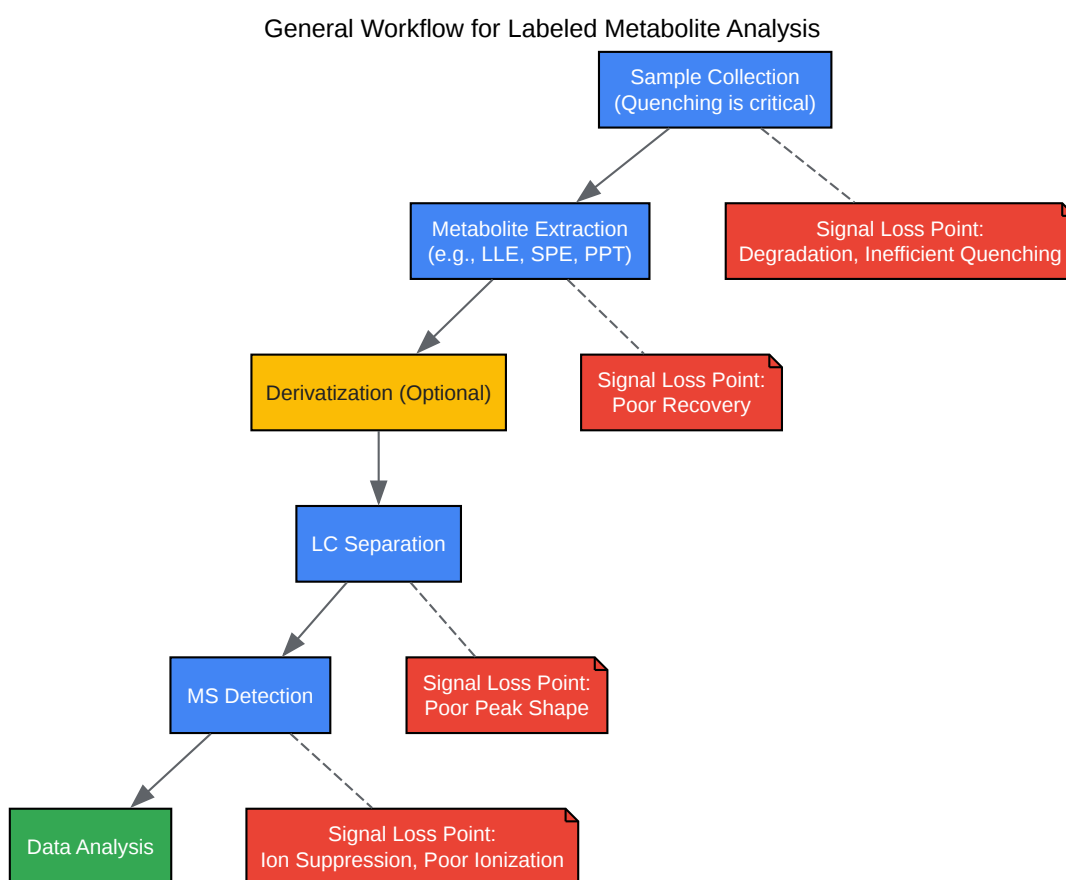 General Workflow for Labeled Metabolite Analysis
Sample Collection
(Quenching is critical)
Metabolite Extraction
(e.g., LLE, SPE, PPT)
Signal Loss Point:
Degradation, Inefficient Quenching
Derivatization (Optional)
Signal Loss Point:
Poor Recovery
LC Separation
MS Detection
Signal Loss Point:
Poor Peak Shape
Data Analysis
Signal Loss Point:
Ion Suppression, Poor Ionization